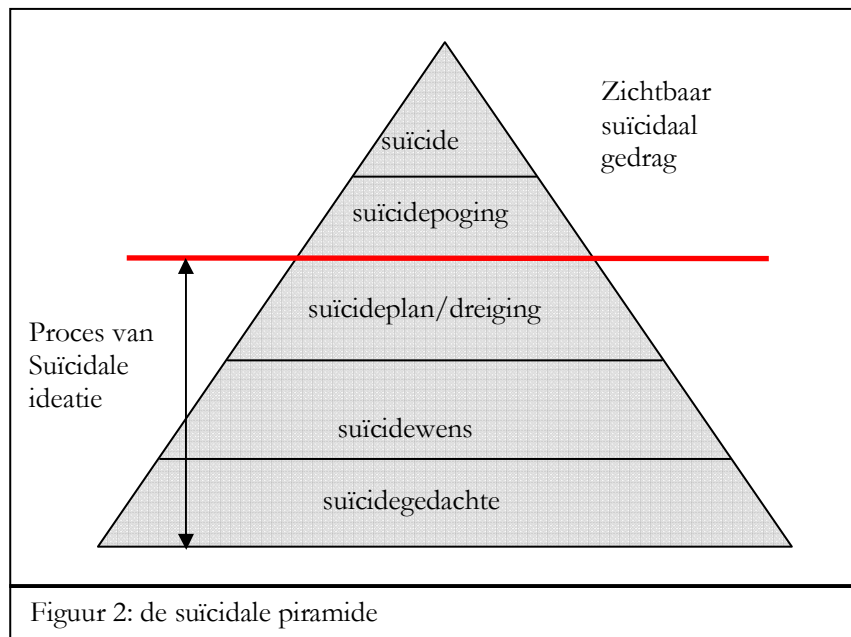 Zichtbaar
suïcidaal
gedrag
suïcide
suïcidepoging
suïcideplan/dreiging
Proces van
Suïcidale
ideatie
suïcidewens
suïcidegedachte
Figuur 2: de suïcidale piramide